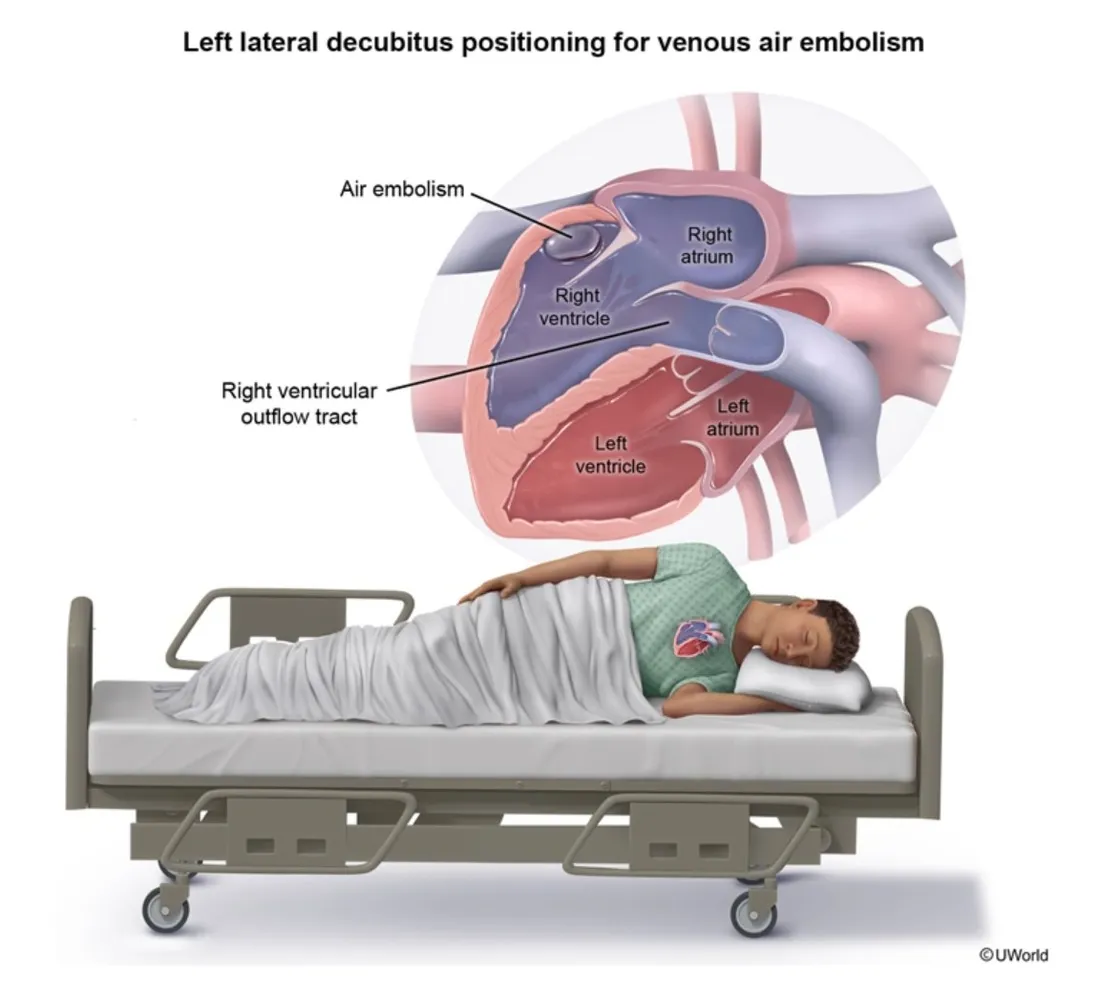 Left lateral decubitus positioning for venous air embolism
Air embolism
Right
atrium
Right
ventricle
Right ventricular
outflow tract
Left
atrium
Left
ventricle
©UWorld